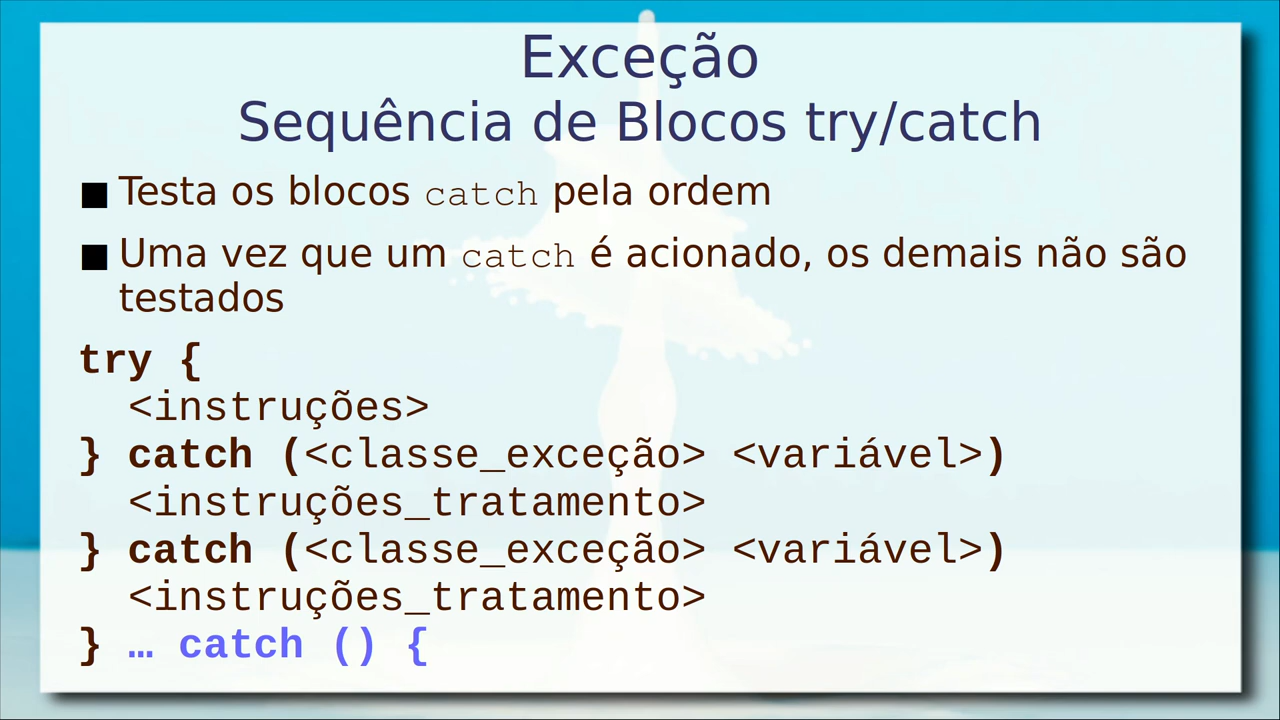 Exceção
Sequência de Blocos try/catch
■ Testa os blocos catch pela ordem
■ Uma vez que um catch é acionado, os demais não são
testados
try {
  <instruções>
} catch (<classe_exceção> <variável>)
  <instruções_tratamento>
} catch (<classe_exceção> <variável>)
  <instruções_tratamento>
} … catch () {